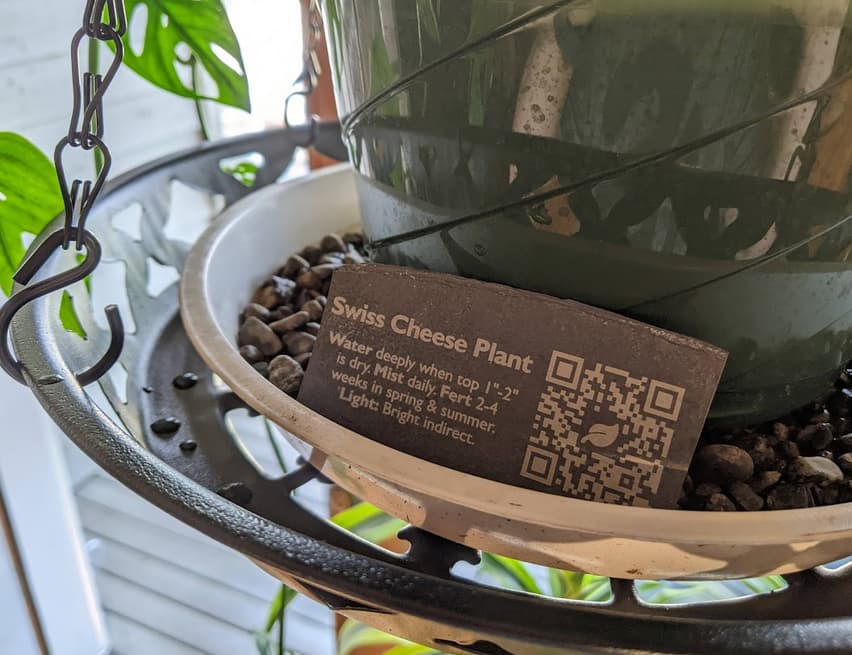 Swiss Cheese Plant
Water deeply when top 1"-2"
is dry. Mist daily. Fert 2-4
weeks in spring & summer.
Light: Bright indirect.